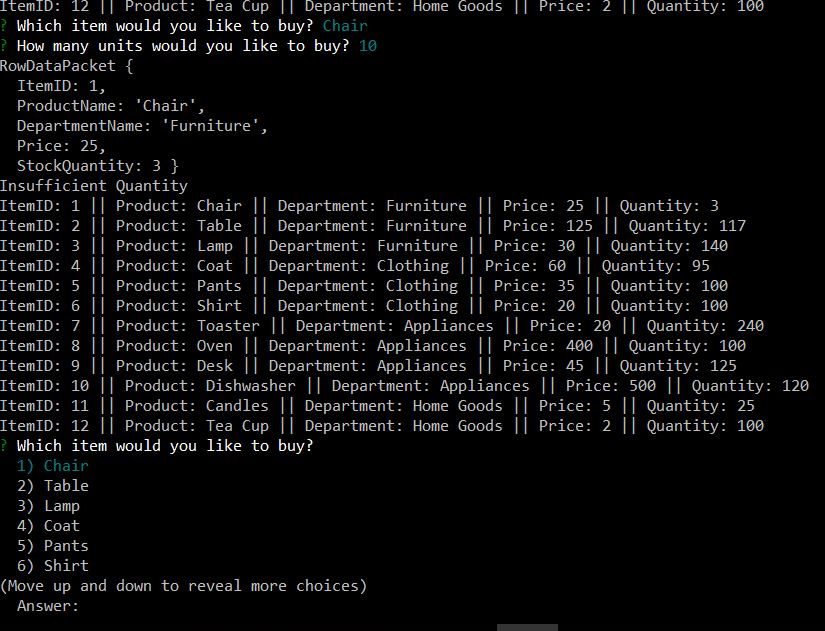 ItemID: 12 || Product: Tea Cup || Department: Home Goods || Price: 2 || Quantity: 100
? Which item would you like to buy? Chair
? How many units would you like to buy? 10
RowDataPacket {
  ItemID: 1,
  ProductName: 'Chair',
  DepartmentName: 'Furniture',
  Price: 25,
  StockQuantity: 3 }
Insufficient Quantity
ItemID: 1 || Product: Chair || Department: Furniture || Price: 25 || Quantity: 3
ItemID: 2 || Product: Table || Department: Furniture || Price: 125 || Quantity: 117
ItemID: 3 || Product: Lamp || Department: Furniture || Price: 30 || Quantity: 140
ItemID: 4 || Product: Coat || Department: Clothing || Price: 60 || Quantity: 95
ItemID: 5 || Product: Pants || Department: Clothing || Price: 35 || Quantity: 100
ItemID: 6 || Product: Shirt || Department: Clothing || Price: 20 || Quantity: 100
ItemID: 7 || Product: Toaster || Department: Appliances || Price: 20 || Quantity: 240
ItemID: 8 || Product: Oven || Department: Appliances || Price: 400 || Quantity: 100
ItemID: 9 || Product: Desk || Department: Appliances || Price: 45 || Quantity: 125
ItemID: 10 || Product: Dishwasher || Department: Appliances || Price: 500 || Quantity: 120
ItemID: 11 || Product: Candles || Department: Home Goods || Price: 5 || Quantity: 25
ItemID: 12 || Product: Tea Cup || Department: Home Goods || Price: 2 || Quantity: 100
? Which item would you like to buy?
  1) Chair
  2) Table
  3) Lamp
  4) Coat
  5) Pants
  6) Shirt
(Move up and down to reveal more choices)
  Answer: